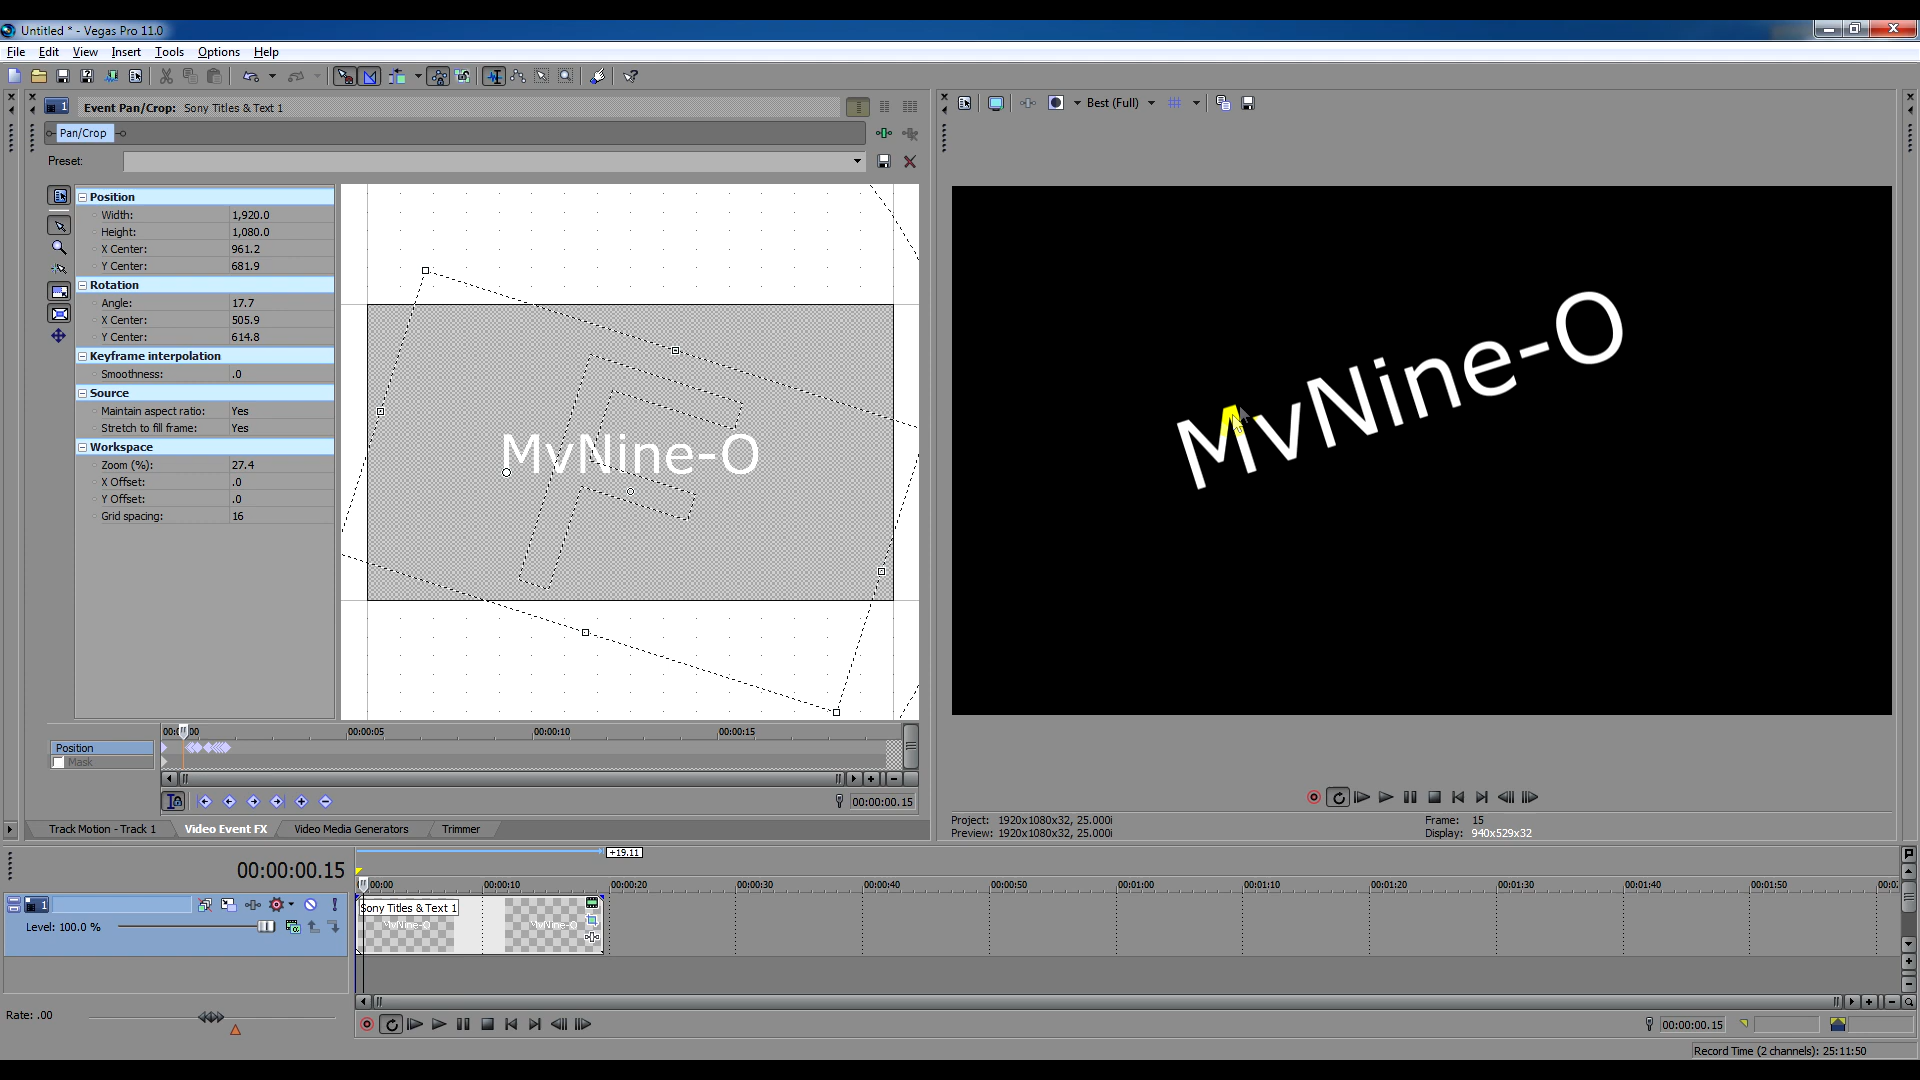 Untitled * - Vegas Pro 11.0
File Edit View Insert Tools Options Help
1 Event Pan/Crop: Sony Titles & Text 1
Pan/Crop
Preset:
Best (Full)
Position
Width: 1,920.0
Height: 1,080.0
X Center: 961.2
Y Center: 681.9
Rotation
Angle: 17.7
X Center: 505.9
Y Center: 614.8
Keyframe interpolation
Smoothness: .0
Source
Maintain aspect ratio: Yes
Stretch to fill frame: Yes
Workspace
Zoom (%): 27.4
X Offset: .0
Y Offset: .0
Grid spacing: 16
MvNine-O
MvNine-O
00:00:05 00:00:10 00:00:15
Position
Mask
00:00:00.15
Track Motion - Track 1 Video Event FX Video Media Generators Trimmer
Project: 1920x1080x32, 25.000i
Preview: 1920x1080x32, 25.000i
Frame: 15
Display: 940x529x32
00:00:00.15
+19.11
00:00:10 00:00:20 00:00:30 00:00:40 00:00:50 00:01:00 00:01:10 00:01:20 00:01:30 00:01:40 00:01:50
1
Level: 100.0 %
Sony Titles & Text 1
MvNine-O MvNine-O
Rate: .00
00:00:00.15
Record Time (2 channels): 25:11:50